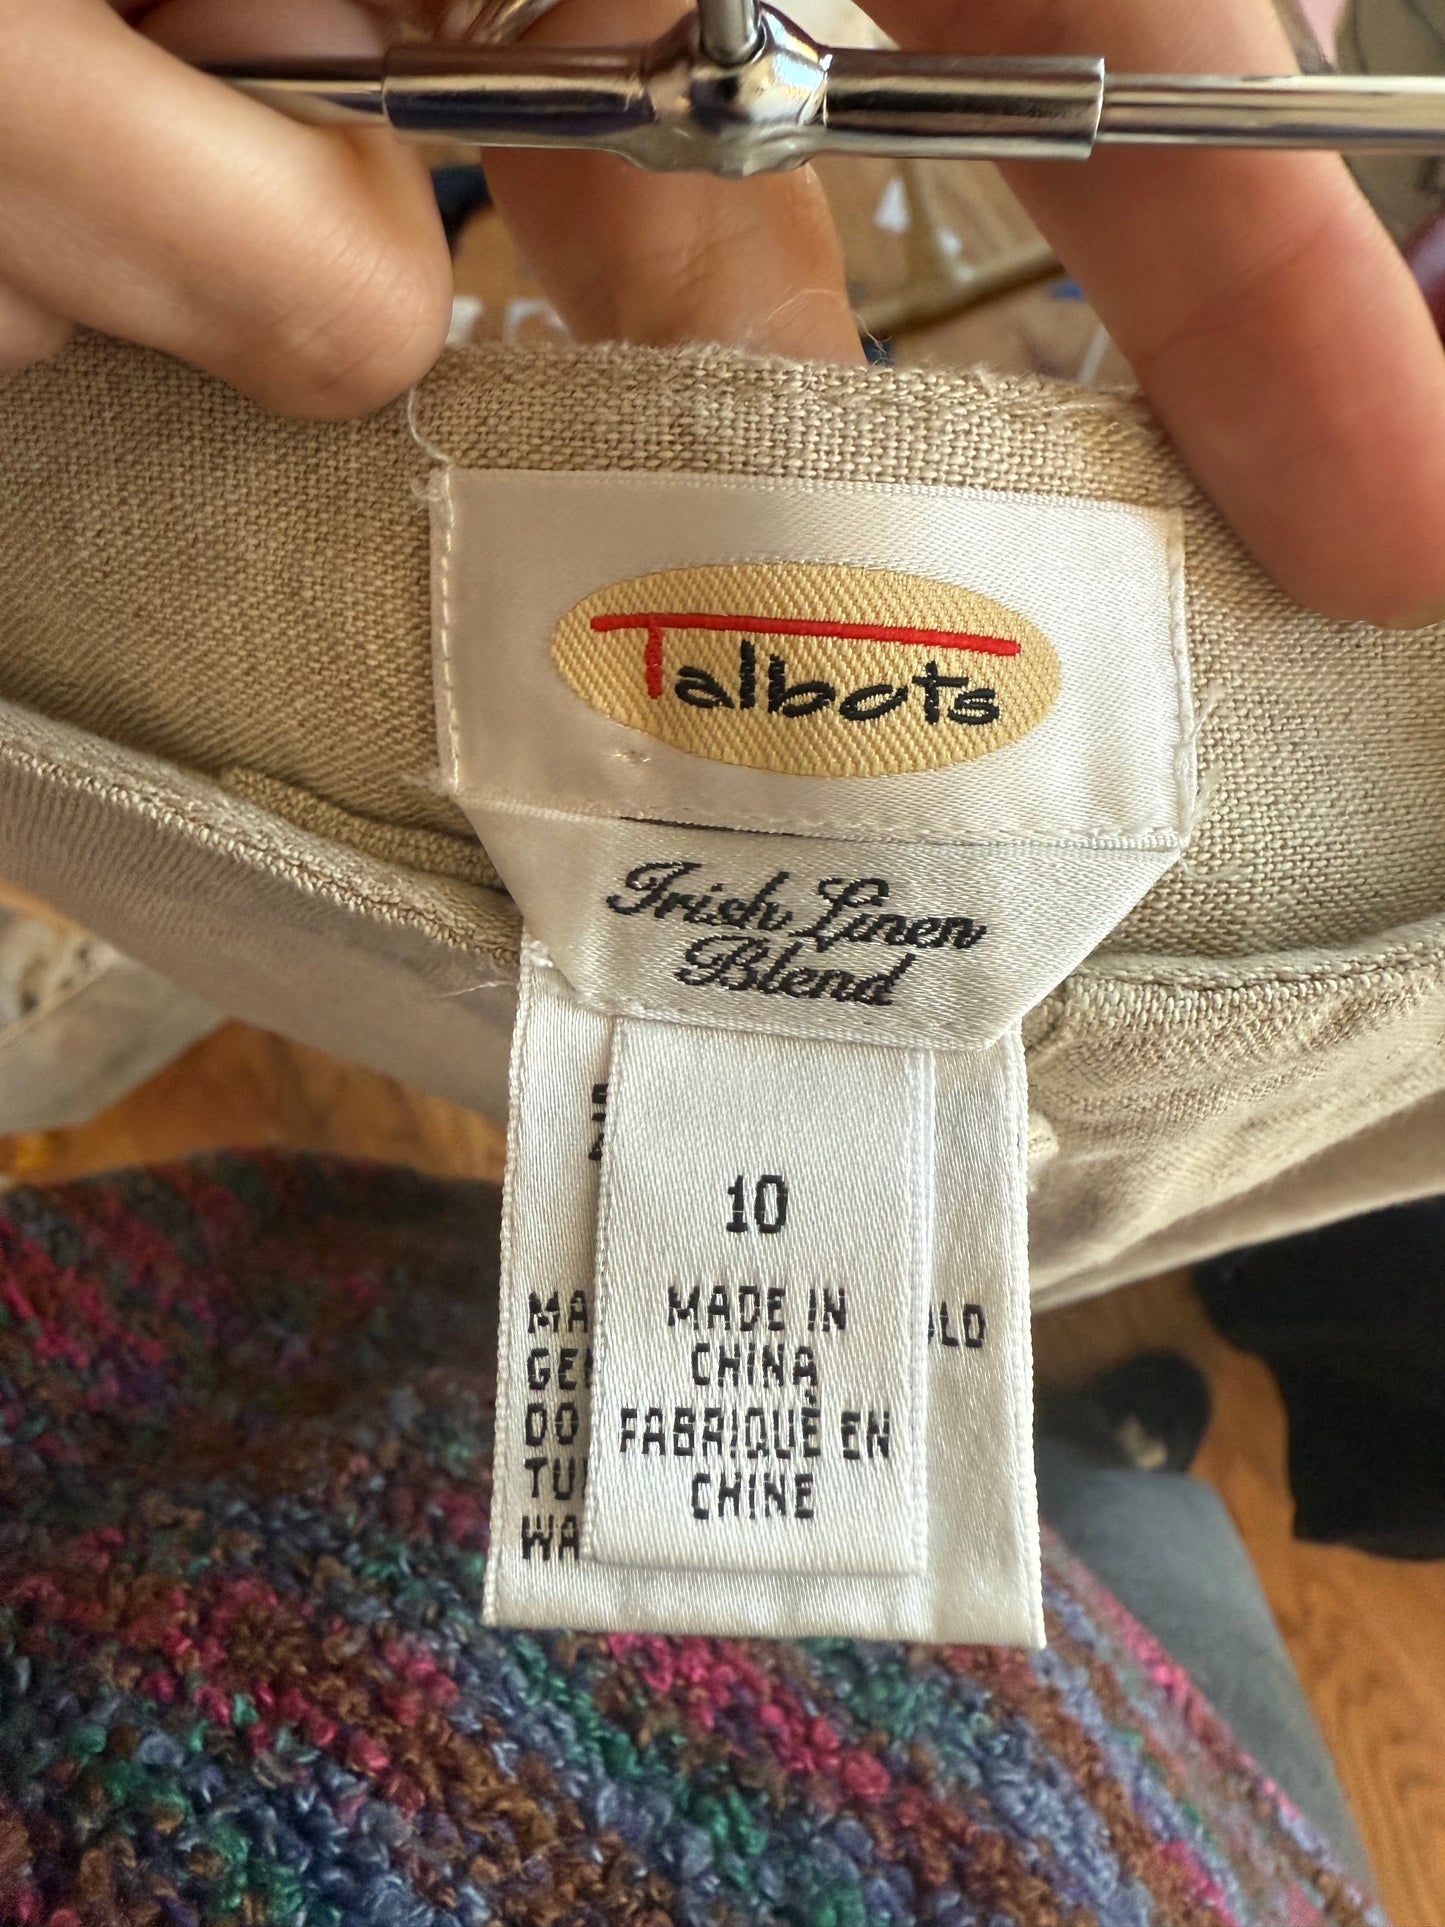 Talbots
Irish Linen
Blend
10
MADE IN
CHINA
FABRIQUÉ EN
CHINE